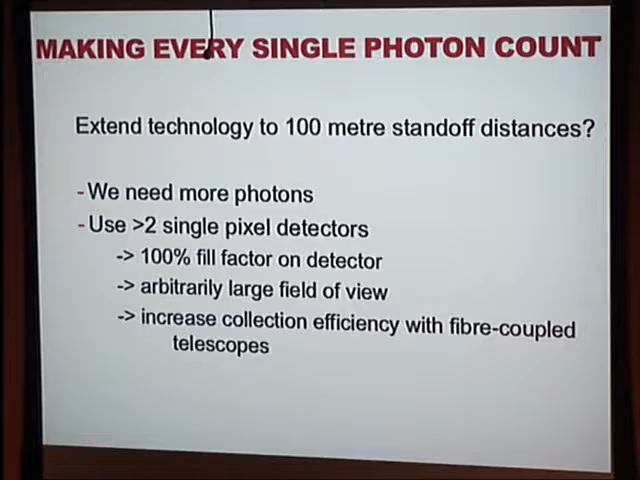 MAKING EVERY SINGLE PHOTON COUNT
Extend technology to 100 metre standoff distances?
-We need more photons
-Use >2 single pixel detectors
-> 100% fill factor on detector
-> arbitrarily large field of view
-> increase collection efficiency with fibre-coupled
telescopes